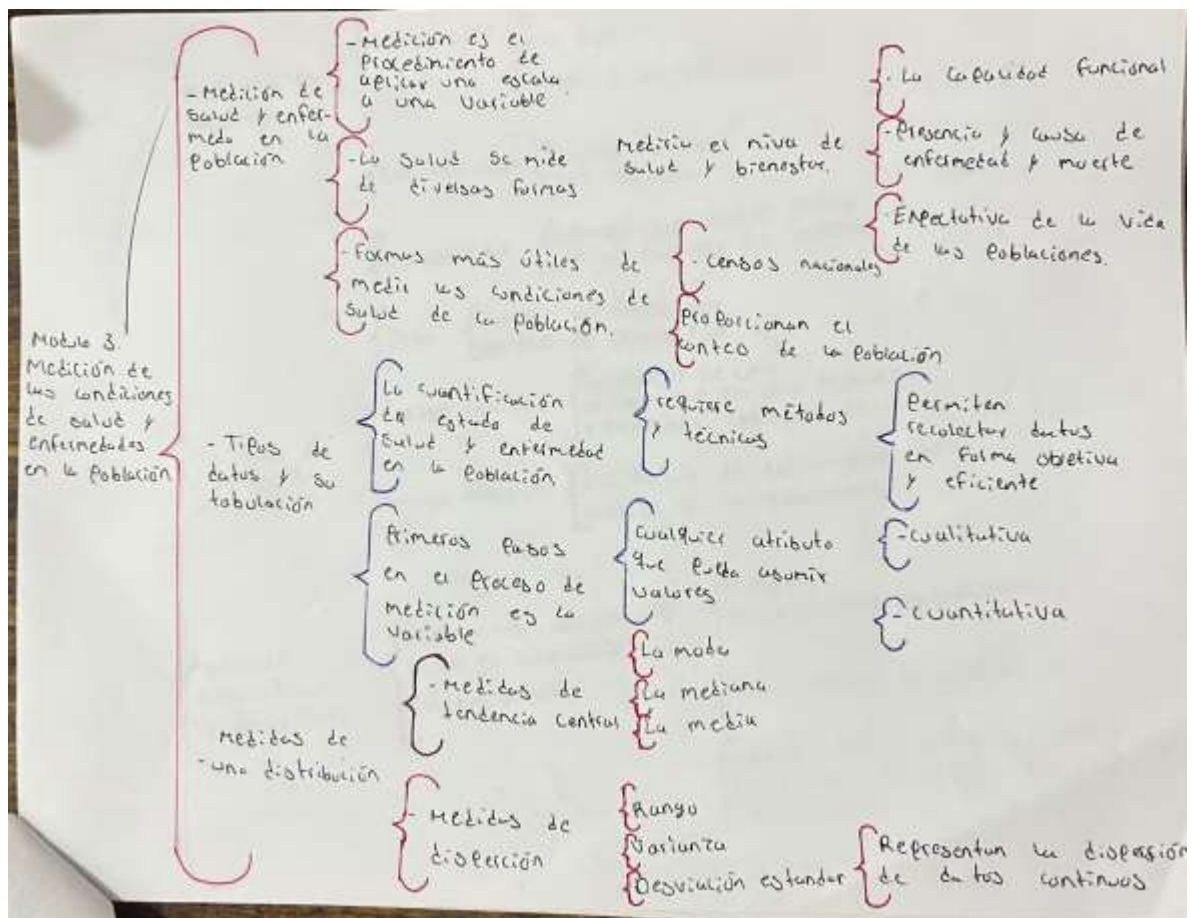 Modulo 3.
Medición de
las condiciones
de salud y
enfermedades
en la Población
- Medición de
salud y enfer-
meda en la
Población
- Medición es el
Procedimiento de
aplicar una escala
a una variable.
- La salud se mide
de diversas formas
medicia el nivel de
salud y bienestar.
- La capacidad funcional
- Presencia y causa de
enfermedad y muerte
- Expectativa de la vida
de las Poblaciones.
- Formas más útiles de
medir las condiciones de
salud de la Población.
- Censos nacionales
Proporcionan el
conteo de la Población
- Tipos de
datos y su
tabulación
La cuantificación
de estado de
salud y enfermedad
en la Población
requiere métodos
y técnicas
Permiten
recolectar datos
en forma objetiva
y eficiente
Primeros Pasos
en el Proceso de
medición es la
variable
cualquier atributo
que pueda asumir
valores
- cualitativa
- cuantitativa
Medidas de
- una distribución
- Medidas de
tendencia central
La moda
La mediana
La media
- Medidas de
disperción
Rango
Varianza
Desviación estandar
Representan la dispersión
de datos continuos